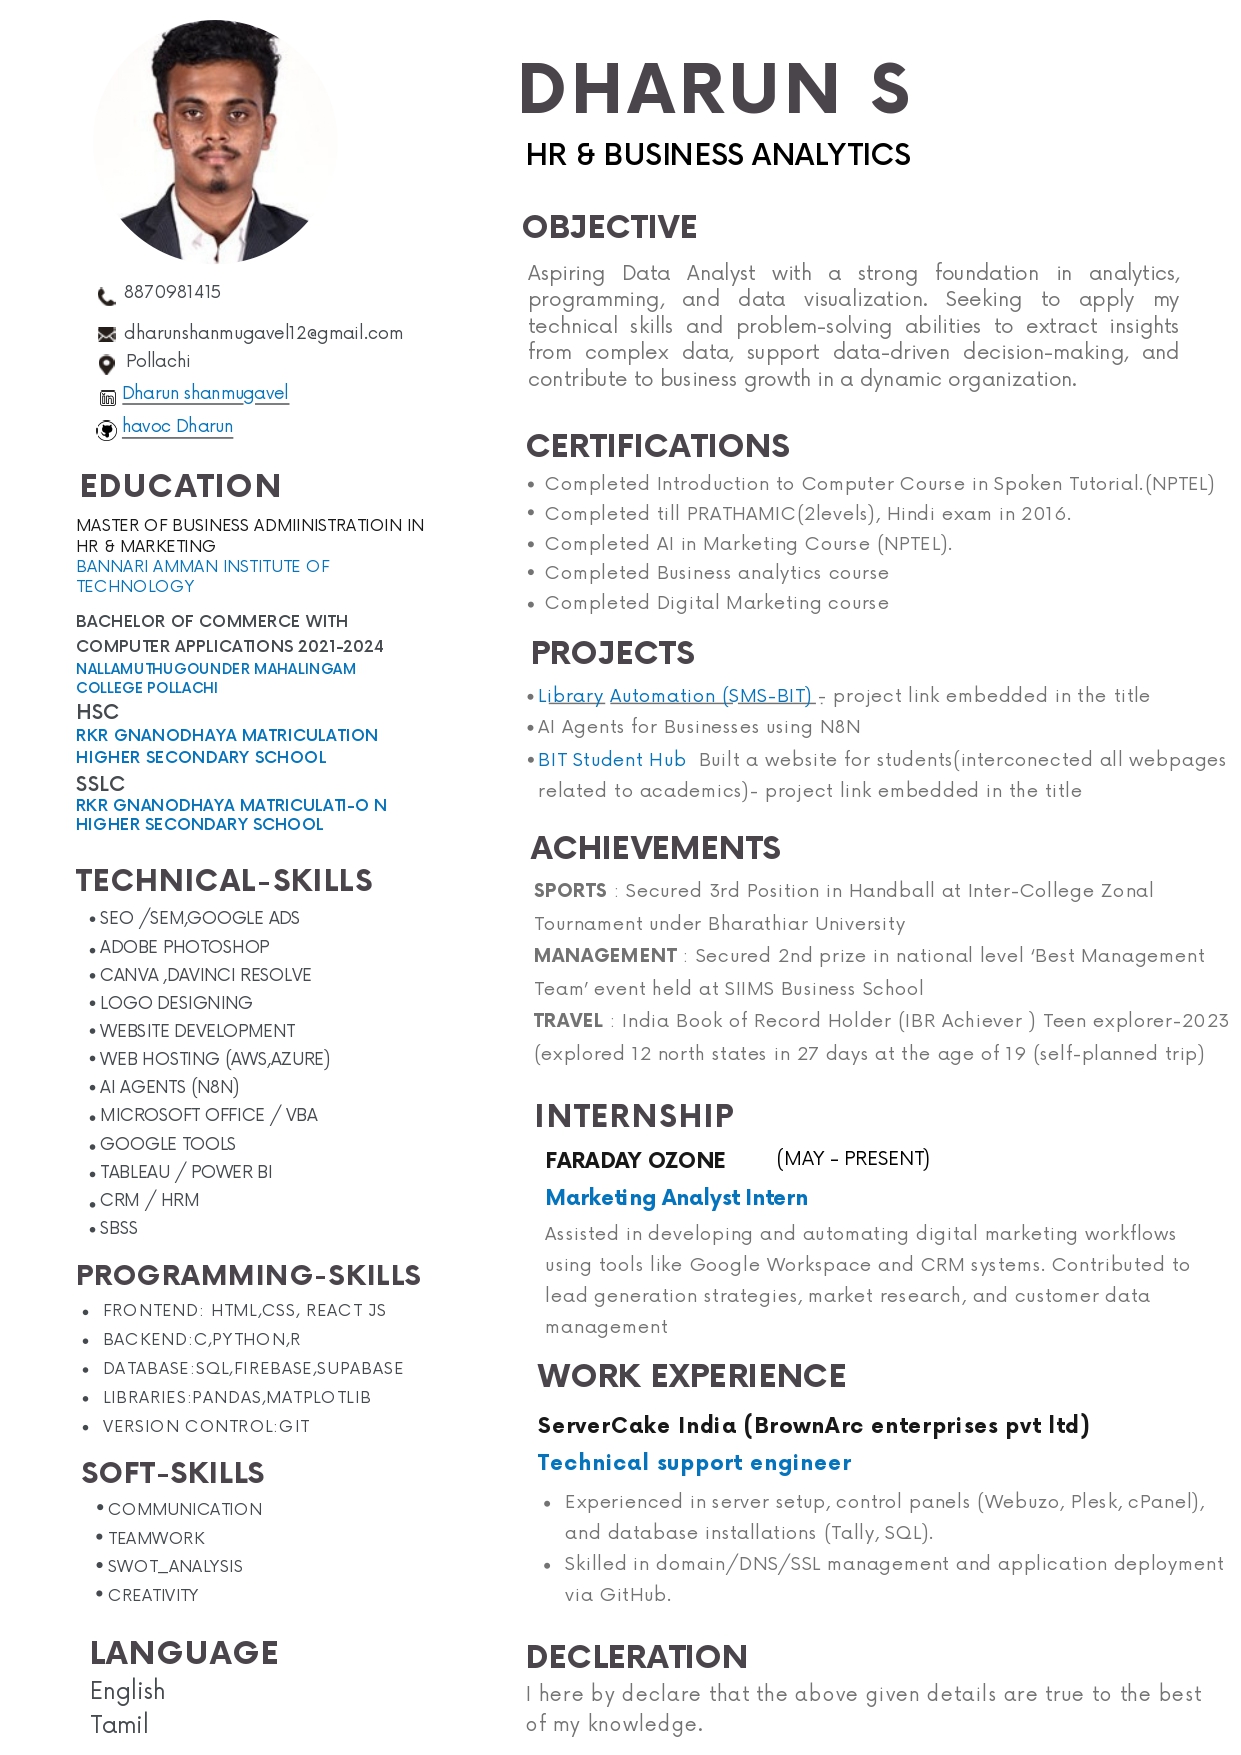 DHARUN S
HR & BUSINESS ANALYTICS
8870981415
dharunshanmugavel12@gmail.com
Pollachi
Dharun shanmugavel
havoc Dharun
EDUCATION
MASTER OF BUSINESS ADMIINISTRATIOIN IN
HR & MARKETING
BANNARI AMMAN INSTITUTE OF
TECHNOLOGY
BACHELOR OF COMMERCE WITH
COMPUTER APPLICATIONS 2021-2024
NALLAMUTHUGOUNDER MAHALINGAM
COLLEGE POLLACHI
HSC
RKR GNANODHAYA MATRICULATION
HIGHER SECONDARY SCHOOL
SSLC
RKR GNANODHAYA MATRICULATI-O N
HIGHER SECONDARY SCHOOL
TECHNICAL-SKILLS
• SEO /SEM,GOOGLE ADS
• ADOBE PHOTOSHOP
• CANVA ,DAVINCI RESOLVE
• LOGO DESIGNING
• WEBSITE DEVELOPMENT
• WEB HOSTING (AWS,AZURE)
• AI AGENTS (N8N)
• MICROSOFT OFFICE / VBA
• GOOGLE TOOLS
• TABLEAU / POWER BI
• CRM / HRM
• SBSS
PROGRAMMING-SKILLS
• FRONTEND: HTML,CSS, REACT JS
• BACKEND:C,PYTHON,R
• DATABASE:SQL,FIREBASE,SUPABASE
• LIBRARIES:PANDAS,MATPLOTLIB
• VERSION CONTROL:GIT
SOFT-SKILLS
• COMMUNICATION
• TEAMWORK
• SWOT_ANALYSIS
• CREATIVITY
LANGUAGE
English
Tamil
OBJECTIVE
Aspiring Data Analyst with a strong foundation in analytics,
programming, and data visualization. Seeking to apply my
technical skills and problem-solving abilities to extract insights
from complex data, support data-driven decision-making, and
contribute to business growth in a dynamic organization.
CERTIFICATIONS
• Completed Introduction to Computer Course in Spoken Tutorial.(NPTEL)
• Completed till PRATHAMIC(2levels), Hindi exam in 2016.
• Completed AI in Marketing Course (NPTEL).
• Completed Business analytics course
• Completed Digital Marketing course
PROJECTS
• Library Automation (SMS-BIT) - project link embedded in the title
• AI Agents for Businesses using N8N
• BIT Student Hub Built a website for students(interconected all webpages
related to academics)- project link embedded in the title
ACHIEVEMENTS
SPORTS : Secured 3rd Position in Handball at Inter-College Zonal
Tournament under Bharathiar University
MANAGEMENT : Secured 2nd prize in national level ‘Best Management
Team’ event held at SIIMS Business School
TRAVEL : India Book of Record Holder (IBR Achiever ) Teen explorer-2023
(explored 12 north states in 27 days at the age of 19 (self-planned trip)
INTERNSHIP
FARADAY OZONE (MAY - PRESENT)
Marketing Analyst Intern
Assisted in developing and automating digital marketing workflows
using tools like Google Workspace and CRM systems. Contributed to
lead generation strategies, market research, and customer data
management
WORK EXPERIENCE
ServerCake India (BrownArc enterprises pvt ltd)
Technical support engineer
• Experienced in server setup, control panels (Webuzo, Plesk, cPanel),
and database installations (Tally, SQL).
• Skilled in domain/DNS/SSL management and application deployment
via GitHub.
DECLERATION
I here by declare that the above given details are true to the best
of my knowledge.